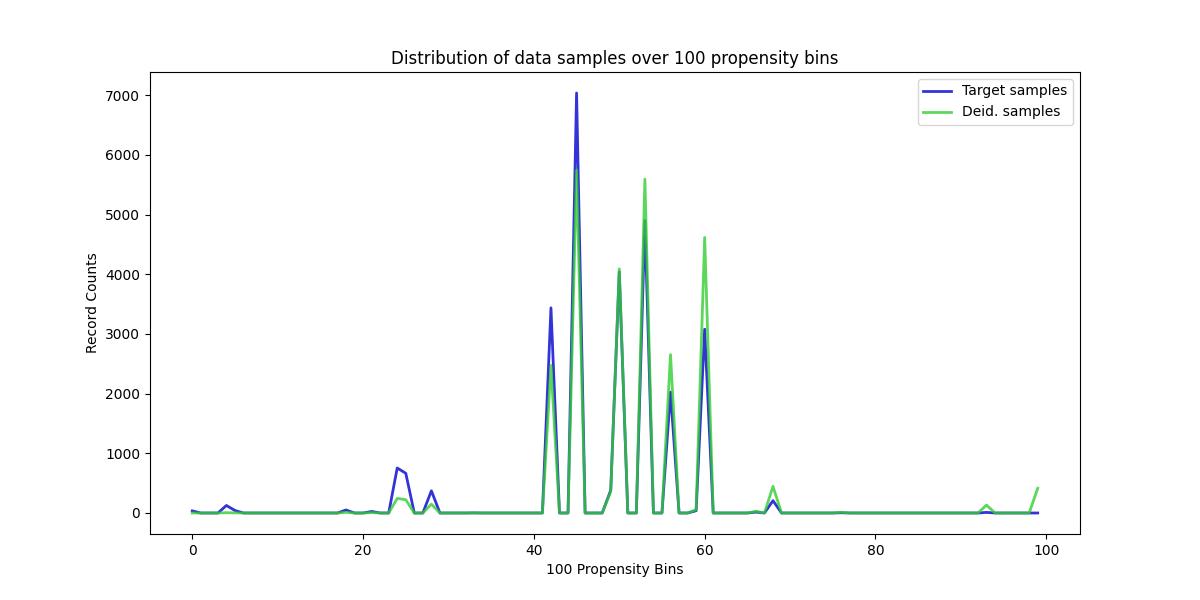 Distribution of data samples over 100 propensity bins
Target samples
Deid. samples
7000
6000
5000
4000
3000
2000
1000
0
Record Counts
0 20 40 60 80 100
100 Propensity Bins